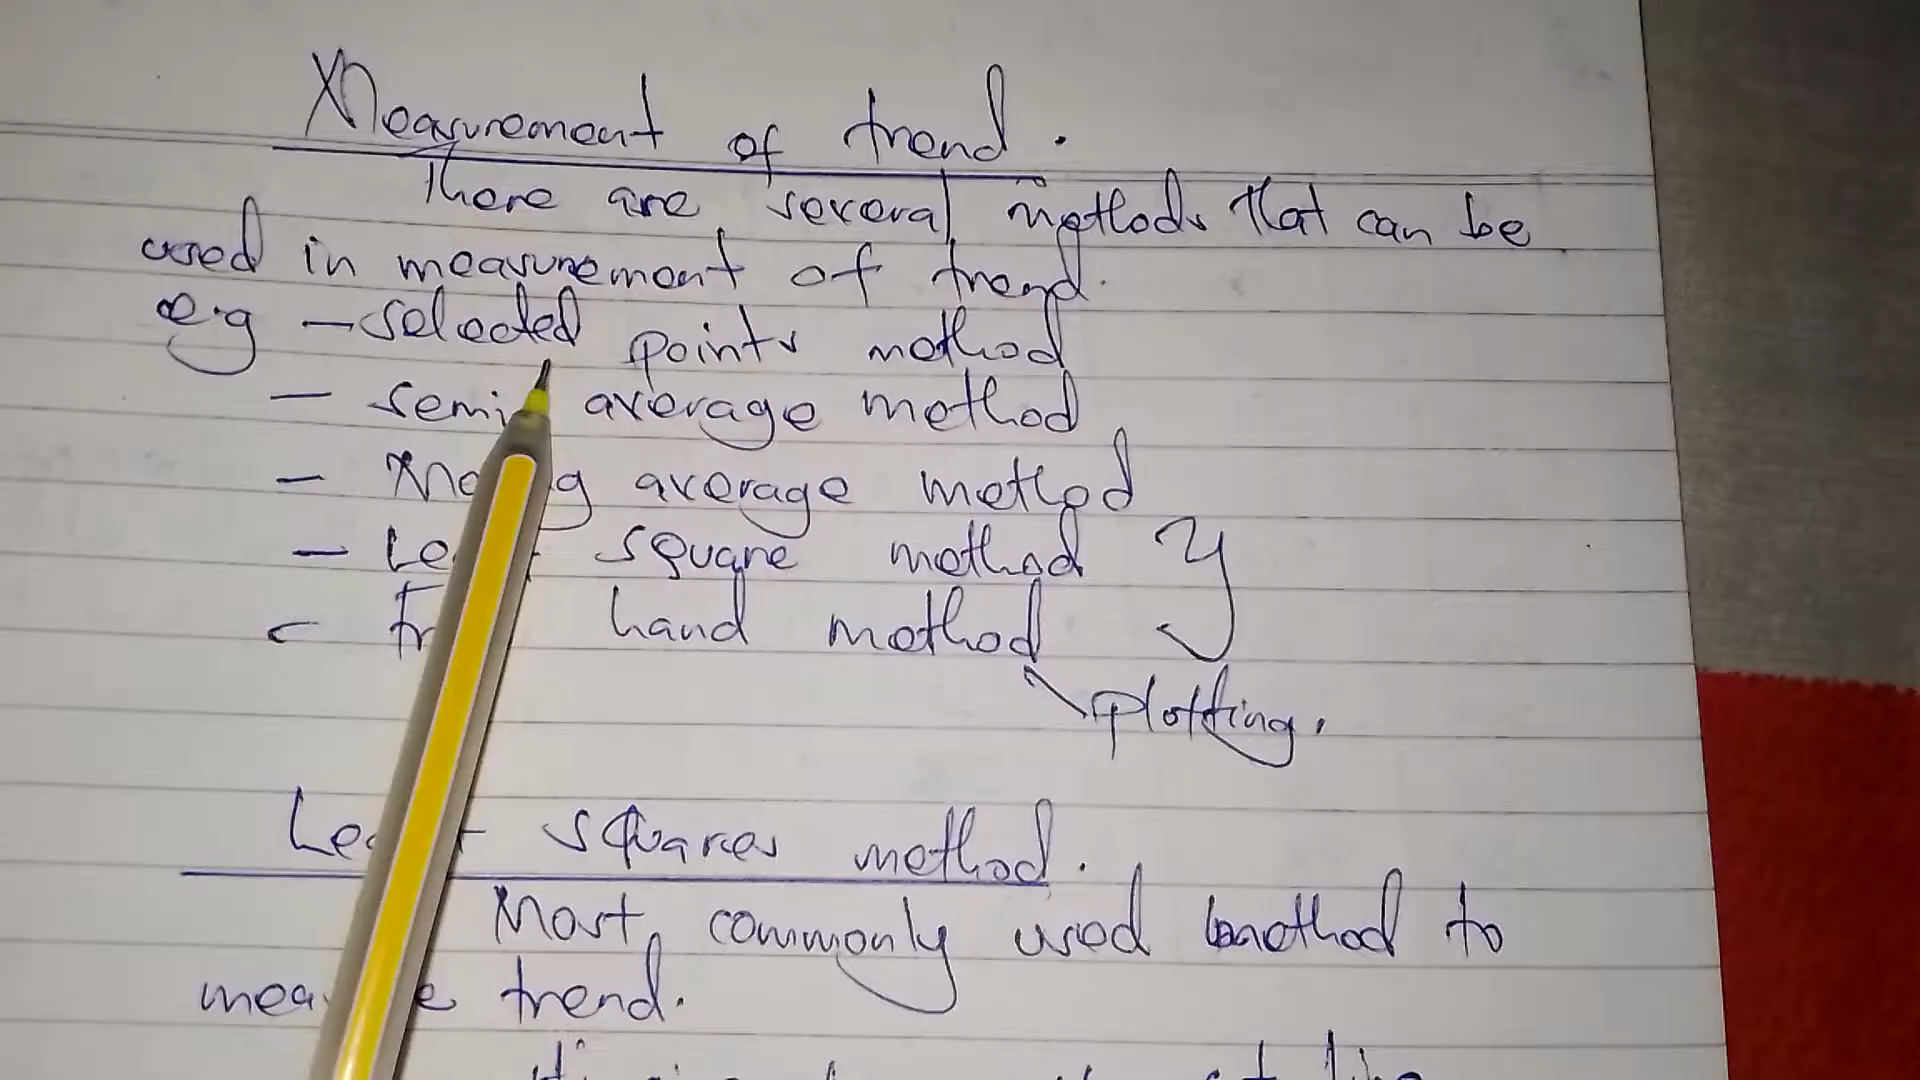 Measurement of trend.
There are several methods that can be
used in measurement of trend.
e.g – selected points method
– semi average method
– average method
– square method y
– hand method
plotting.
squares method.
Most commonly used method to
trend.